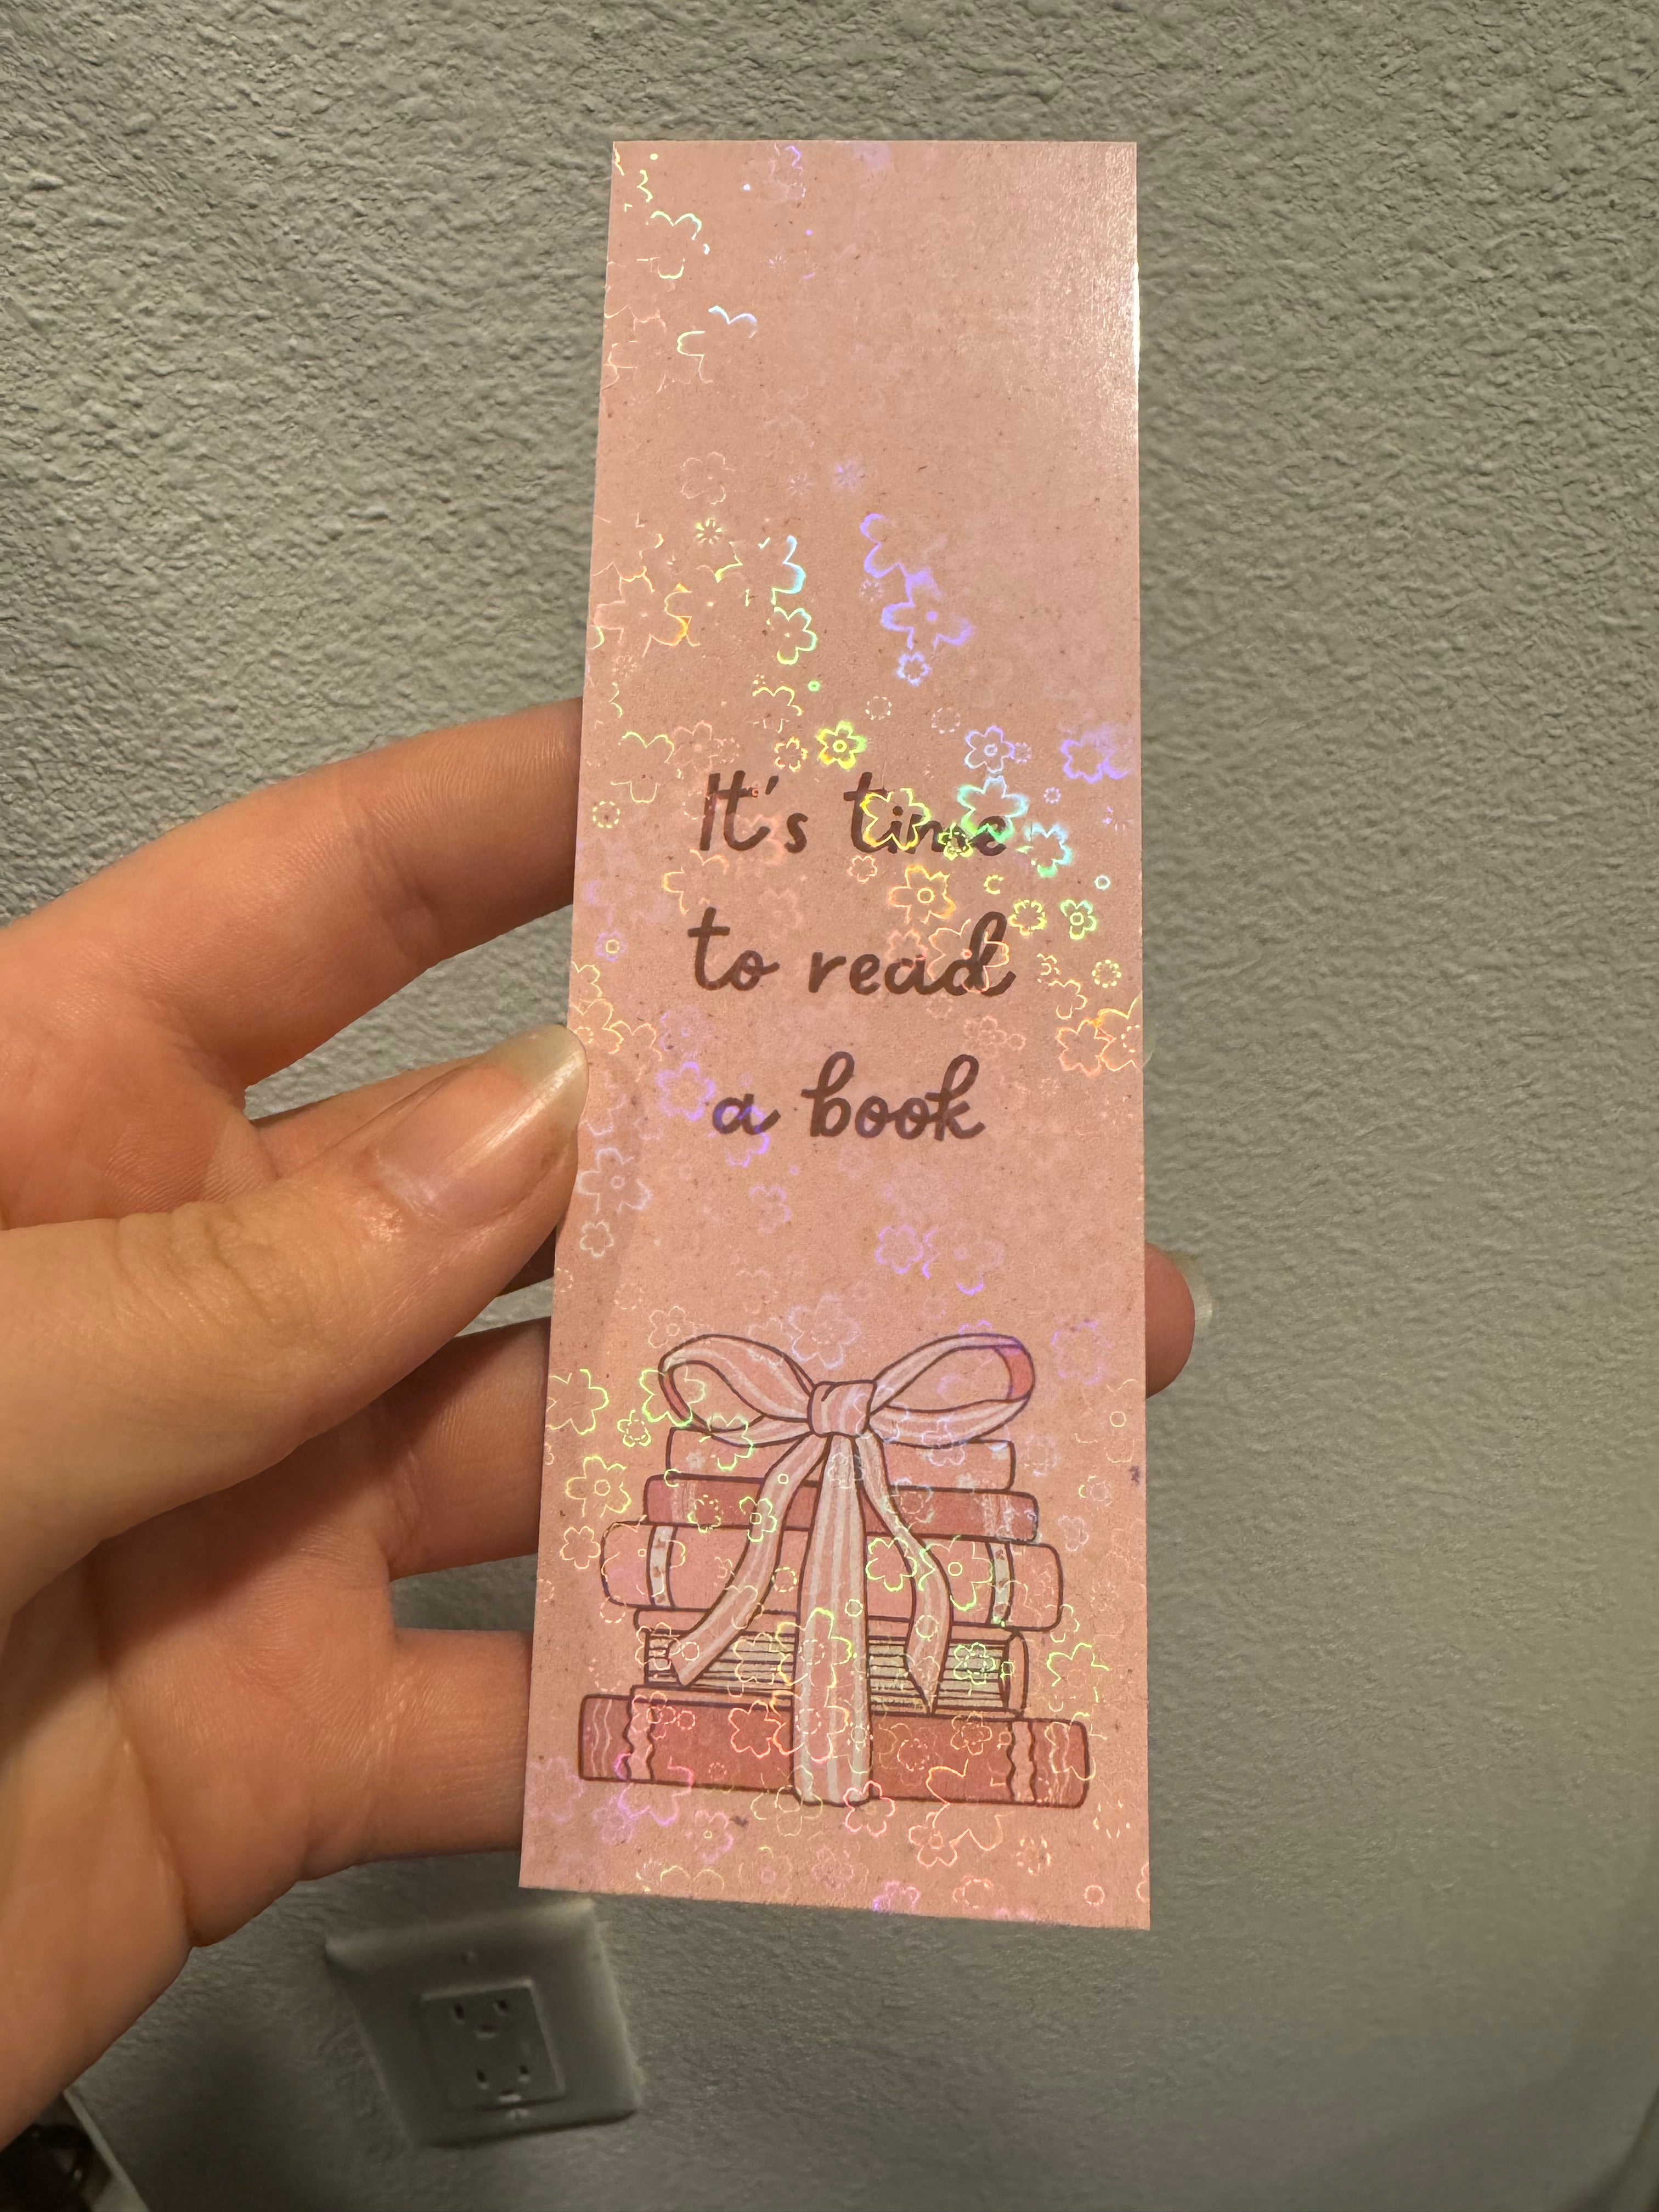 It's time
to read
a book